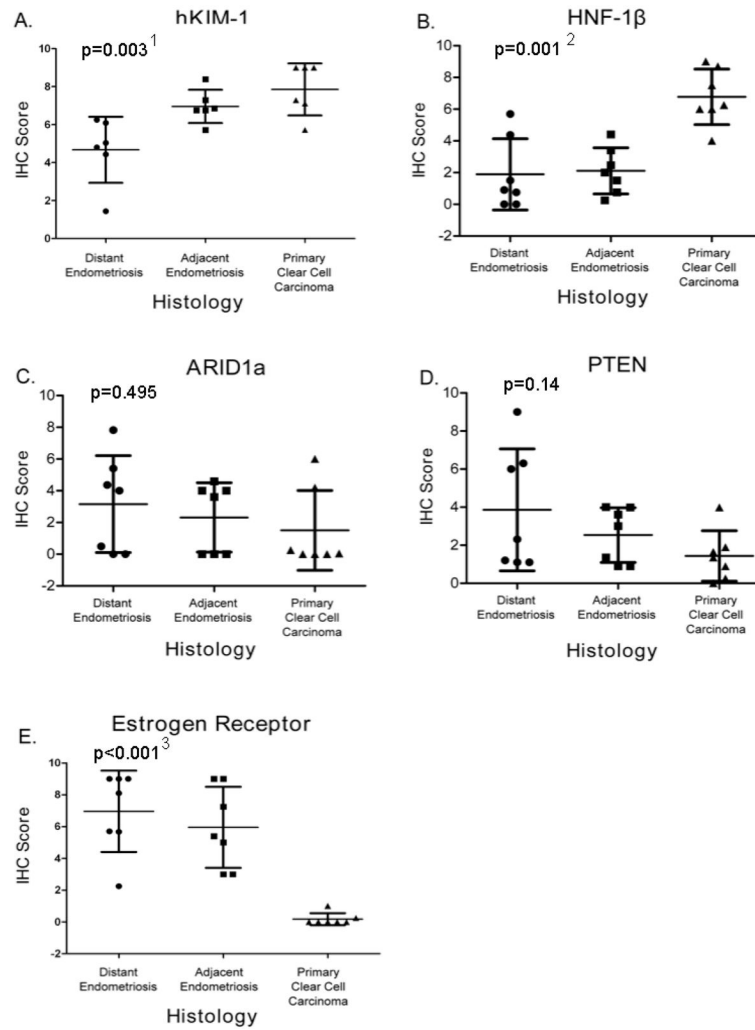 A.
hKIM-1
p=0.003 1
IHC Score
10
8
6
4
2
0
Distant
Endometriosis
Adjacent
Endometriosis
Primary
Clear Cell
Carcinoma
Histology
B.
HNF-1β
p=0.001 2
IHC Score
10
8
6
4
2
0
-2
Distant
Endometriosis
Adjacent
Endometriosis
Primary
Clear Cell
Carcinoma
Histology
C.
ARID1a
p=0.495
IHC Score
10
8
6
4
2
0
-2
Distant
Endometriosis
Adjacent
Endometriosis
Primary
Clear Cell
Carcinoma
Histology
D.
PTEN
p=0.14
IHC Score
10
8
6
4
2
0
Distant
Endometriosis
Adjacent
Endometriosis
Primary
Clear Cell
Carcinoma
Histology
E.
Estrogen Receptor
p<0.001 3
IHC Score
10
8
6
4
2
0
-2
Distant
Endometriosis
Adjacent
Endometriosis
Primary
Clear Cell
Carcinoma
Histology